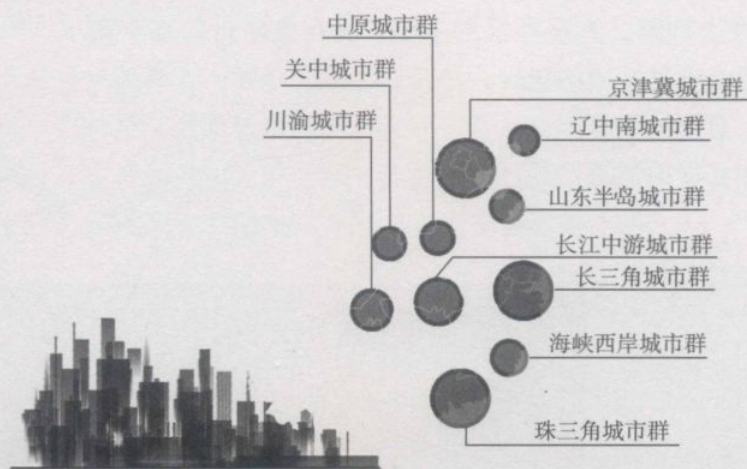 中原城市群
关中城市群
京津冀城市群
川渝城市群
辽中南城市群
山东半岛城市群
长江中游城市群
长三角城市群
海峡西岸城市群
珠三角城市群